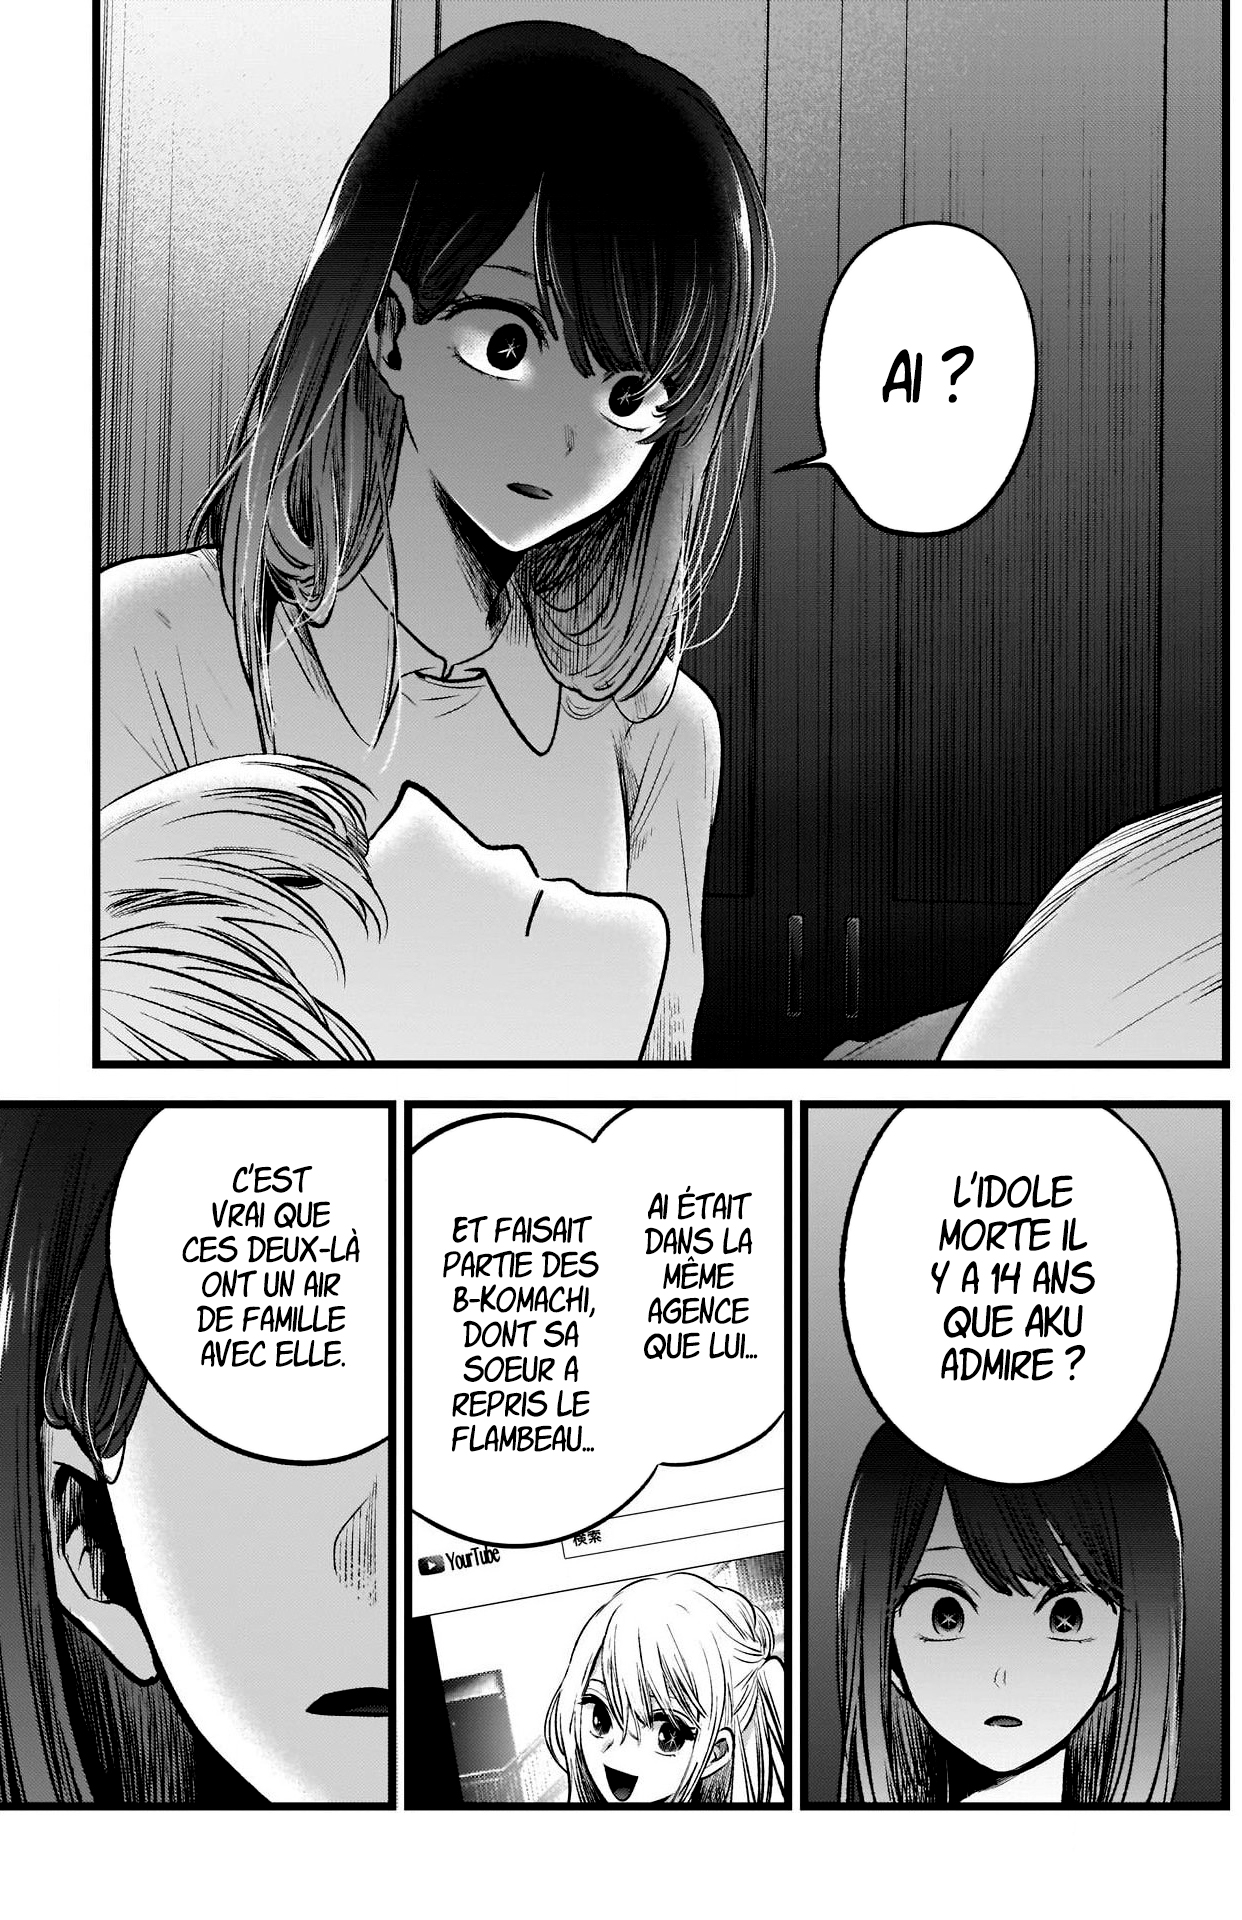 AI ?
L'IDOLE
MORTE IL
Y A 14 ANS
QUE AKU
ADMIRE ?
AI ÉTAIT
DANS LA
MÊME
AGENCE
QUE LUI...
ET FAISAIT
PARTIE DES
B-KOMACHI,
DONT SA
SOEUR A
REPRIS LE
FLAMBEAU...
検索
YourTube
C'EST
VRAI QUE
CES DEUX-LÀ
ONT UN AIR
DE FAMILLE
AVEC ELLE.